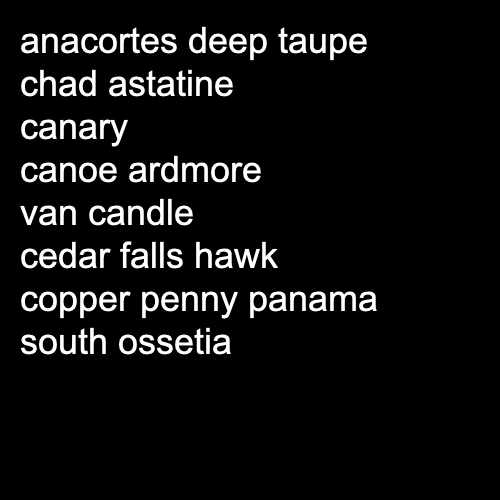 anacortes deep taupe
chad astatine
canary
canoe ardmore
van candle
cedar falls hawk
copper penny panama
south ossetia